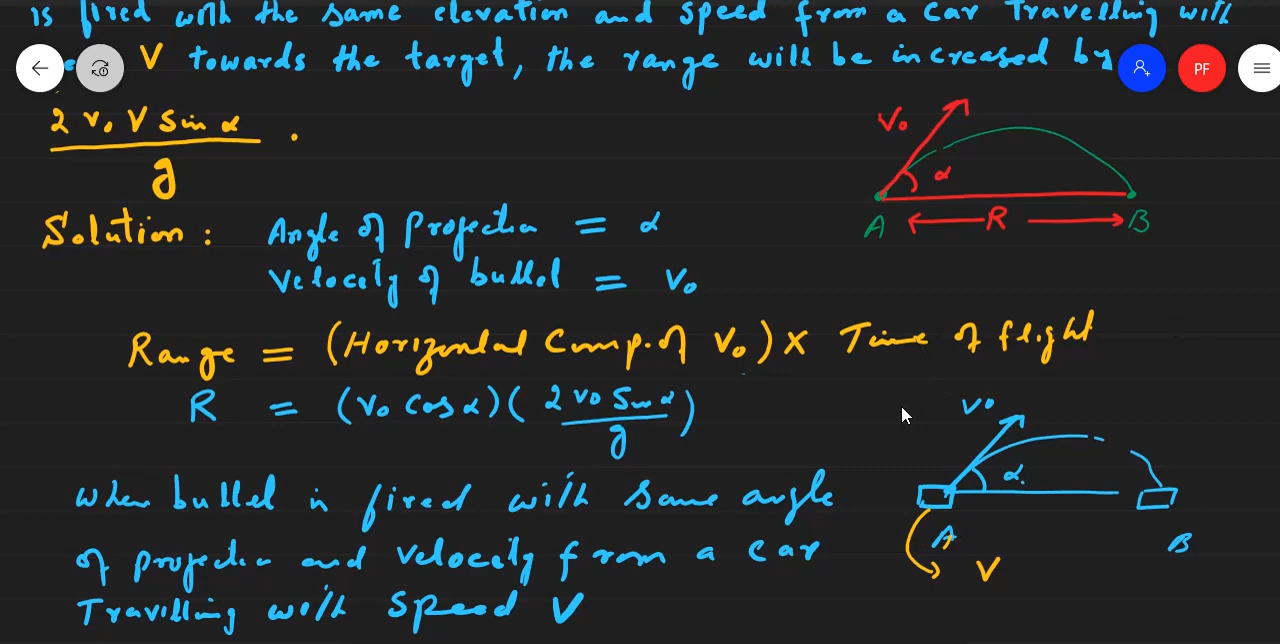 is fired with the same elevation and speed from a car travelling with
V towards the target, the range will be increased by
PF
2 v₀ V Sin α / g .
V₀
α
A R B
Solution : Angle of Projection = α
Velocity of bullet = V₀
Range = (Horizontal Comp. of V₀) × Time of flight
R = (V₀ Cos α) ( 2 V₀ Sin α / g )
V₀
α
A B
V
when bullet is fired with same angle
of projection and velocity from a car
Travelling with Speed V